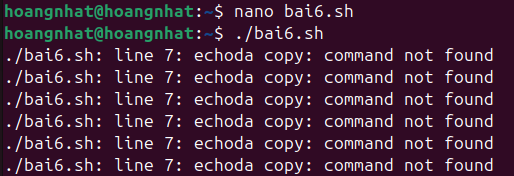 hoangnhat@hoangnhat:~$ nano bai6.sh
hoangnhat@hoangnhat:~$ ./bai6.sh
./bai6.sh: line 7: echoda copy: command not found
./bai6.sh: line 7: echoda copy: command not found
./bai6.sh: line 7: echoda copy: command not found
./bai6.sh: line 7: echoda copy: command not found
./bai6.sh: line 7: echoda copy: command not found
./bai6.sh: line 7: echoda copy: command not found